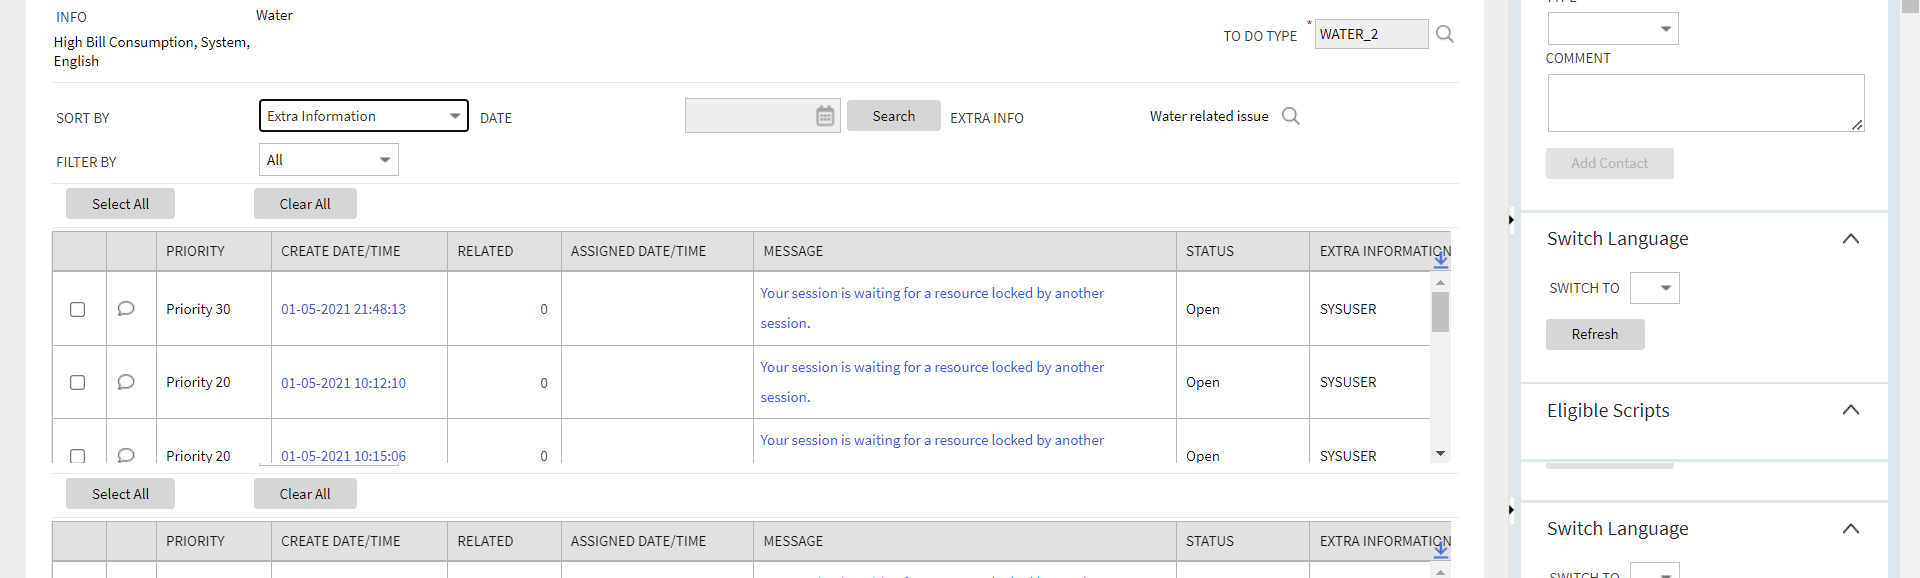 INFO
Water
High Bill Consumption, System,
English
TO DO TYPE * WATER_2
SORT BY Extra Information DATE Search EXTRA INFO Water related issue
FILTER BY All
Select All Clear All
PRIORITY CREATE DATE/TIME RELATED ASSIGNED DATE/TIME MESSAGE STATUS EXTRA INFORMATION
Priority 30 01-05-2021 21:48:13 0 Your session is waiting for a resource locked by another
session. Open SYSUSER
Priority 20 01-05-2021 10:12:10 0 Your session is waiting for a resource locked by another
session. Open SYSUSER
Priority 20 01-05-2021 10:15:06 0 Your session is waiting for a resource locked by another
Open SYSUSER
Select All Clear All
PRIORITY CREATE DATE/TIME RELATED ASSIGNED DATE/TIME MESSAGE STATUS EXTRA INFORMATION
COMMENT
Add Contact
Switch Language
SWITCH TO
Refresh
Eligible Scripts
Switch Language
SWITCH TO